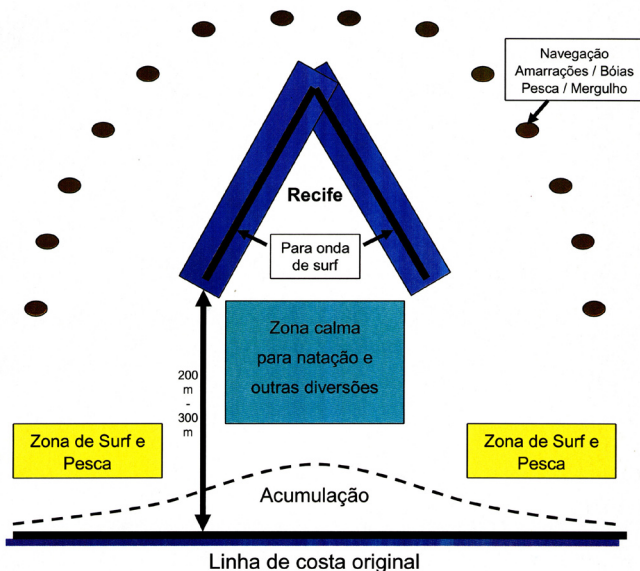 Navegação
Amarrações / Bóias
Pesca / Mergulho
Recife
Para onda
de surf
Zona calma
para natação e
outras diversões
200
m
-
300
m
Zona de Surf e
Pesca
Zona de Surf e
Pesca
Acumulação
Linha de costa original